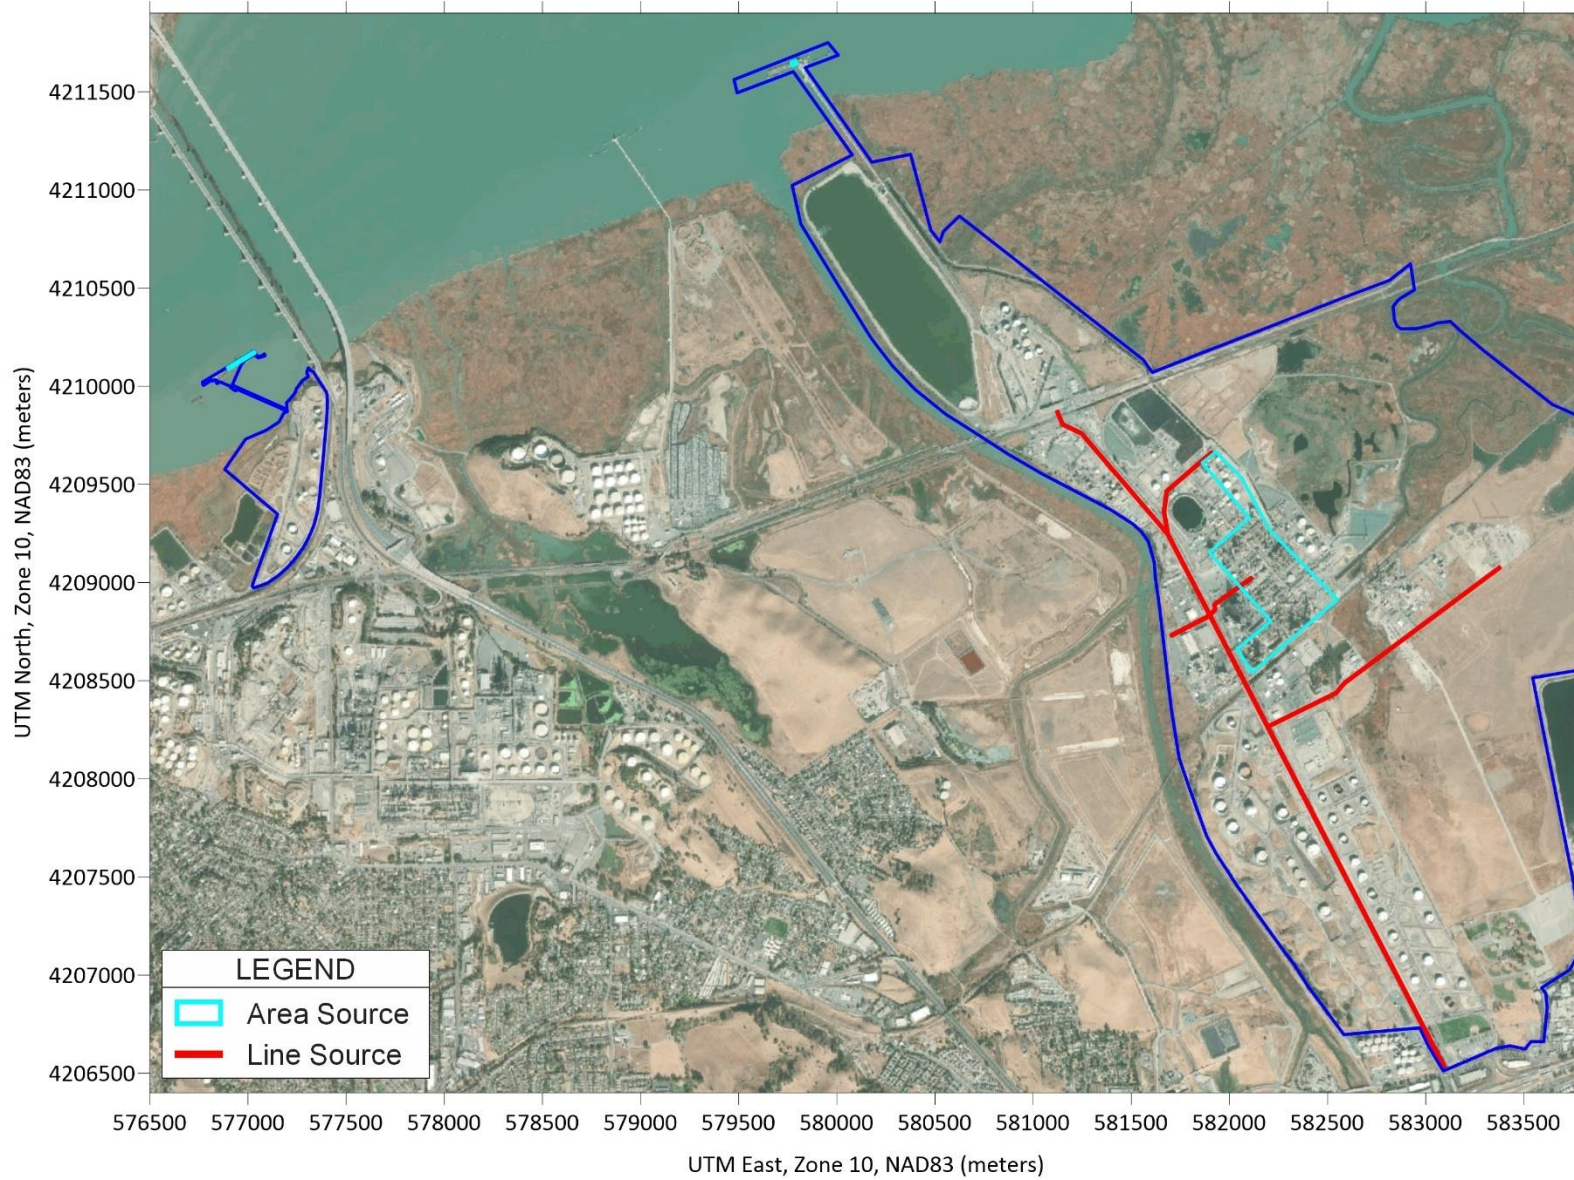 UTM North, Zone 10, NAD83 (meters)
4211500
4211000
4210500
4210000
4209500
4209000
4208500
4208000
4207500
4207000
4206500
LEGEND
Area Source
Line Source
576500 577000 577500 578000 578500 579000 579500 580000 580500 581000 581500 582000 582500 583000 583500
UTM East, Zone 10, NAD83 (meters)